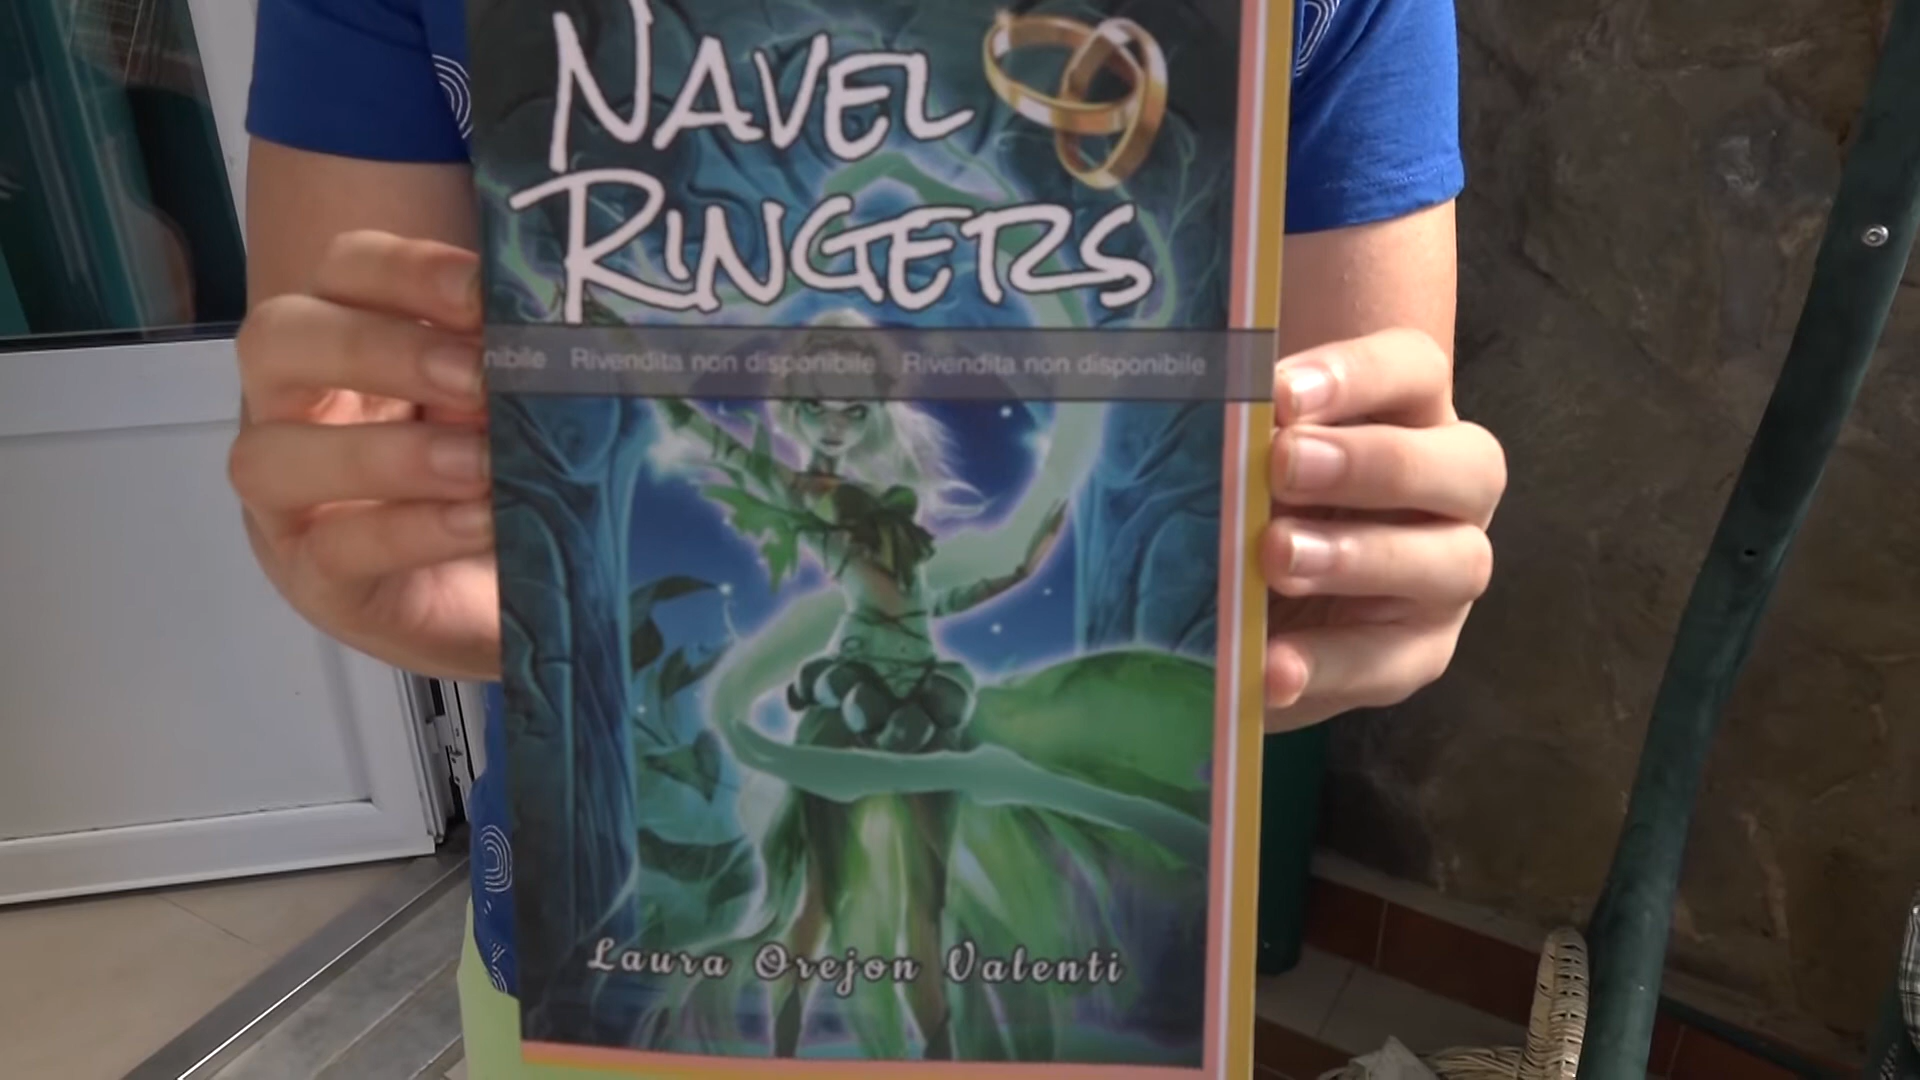 NAVEL
RINGERS
nibile Rivendita non disponibile Rivendita non disponibile
Laura Orejon Valenti